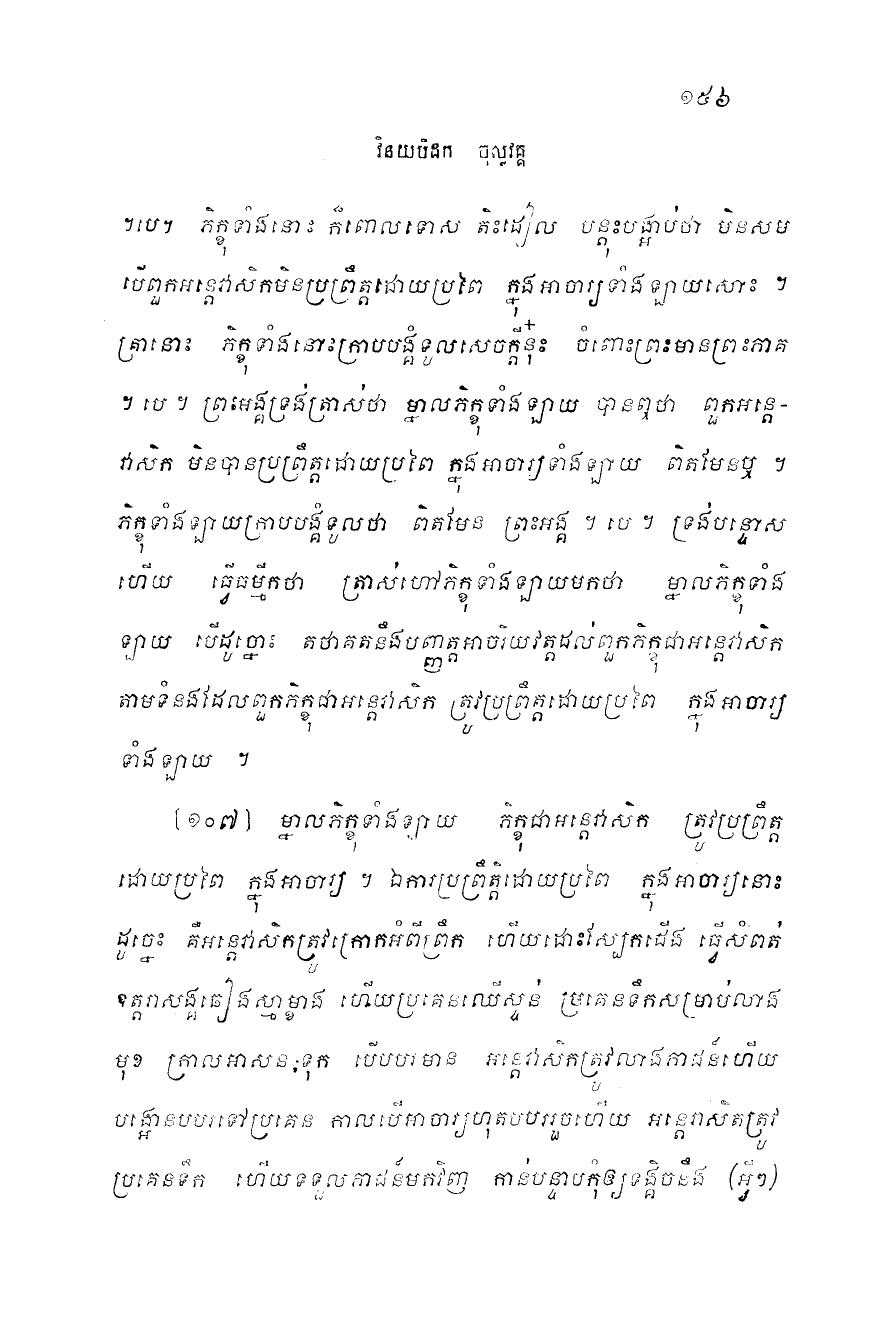 ១៥៦
វិនយបិដក ចុល្លវគ្គ
។បេ។ ភិក្ខុទាំងនោះ ក៏ពោលទោស តិះដៀល បន្តុះបង្អាប់ថា មិនសម
បើពួកអន្តេវាសិកមិនប្រព្រឹត្តដោយប្រពៃ ក្នុងអាចារ្យទាំងឡាយសោះ ។
គ្រានោះ ភិក្ខុទាំងនោះក្រាបបង្គំទូលសេចក្តីនុ៎ះ ចំពោះព្រះមានព្រះភាគ
។ បេ ។ ព្រះអង្គទ្រង់ត្រាស់ថា ម្នាលភិក្ខុទាំងឡាយ បានឮថា ពួកអន្តេ-
វាសិក មិនបានប្រព្រឹត្តដោយប្រពៃ ក្នុងអាចារ្យទាំងឡាយ ពិតមែនឬ ។
ភិក្ខុទាំងឡាយក្រាបបង្គំទូលថា ពិតមែន ព្រះអង្គ ។ បេ ។ ទ្រង់បន្ទោស
ហើយ ធ្វើធម្មីកថា ត្រាស់ហៅភិក្ខុទាំងឡាយមកថា ម្នាលភិក្ខុទាំង
ឡាយ បើដូច្នោះ តថាគតនឹងបញ្ញត្តអាចរិយវត្តដល់ពួកភិក្ខុជាអន្តេវាសិក
តាមទំនងដែលពួកភិក្ខុជាអន្តេវាសិក ត្រូវប្រព្រឹត្តដោយប្រពៃ ក្នុងអាចារ្យ
ទាំងឡាយ ។
[១០៧] ម្នាលភិក្ខុទាំងឡាយ ភិក្ខុជាអន្តេវាសិក ត្រូវប្រព្រឹត្ត
ដោយប្រពៃ ក្នុងអាចារ្យ ។ ឯការប្រព្រឹត្តិដោយប្រពៃ ក្នុងអាចារ្យនោះ
ដូច្នេះ គឺអន្តេវាសិកត្រូវក្រោកអំពីព្រឹក ហើយដោះស្បែកជើង ធ្វើសំពត់
ឧត្តរាសង្គធៀងស្មាម្ខាង ហើយប្រគេនឈើស្ទន់ ប្រគេនទឹកសម្រាប់លាង
មុខ ក្រាលអាសនៈទុក បើបបរមាន អន្តេវាសិកត្រូវលាងភាជន៍ហើយ
បង្អោនបបរទៅប្រគេន កាលបើអាចារ្យហុតបបររួចហើយ អន្តេវាសិតត្រូវ
ប្រគេនទឹក ហើយទទួលភាជន៍មកវិញ កាន់បន្ទាបកុំឲ្យទង្គិចនឹង (អ្វីៗ)